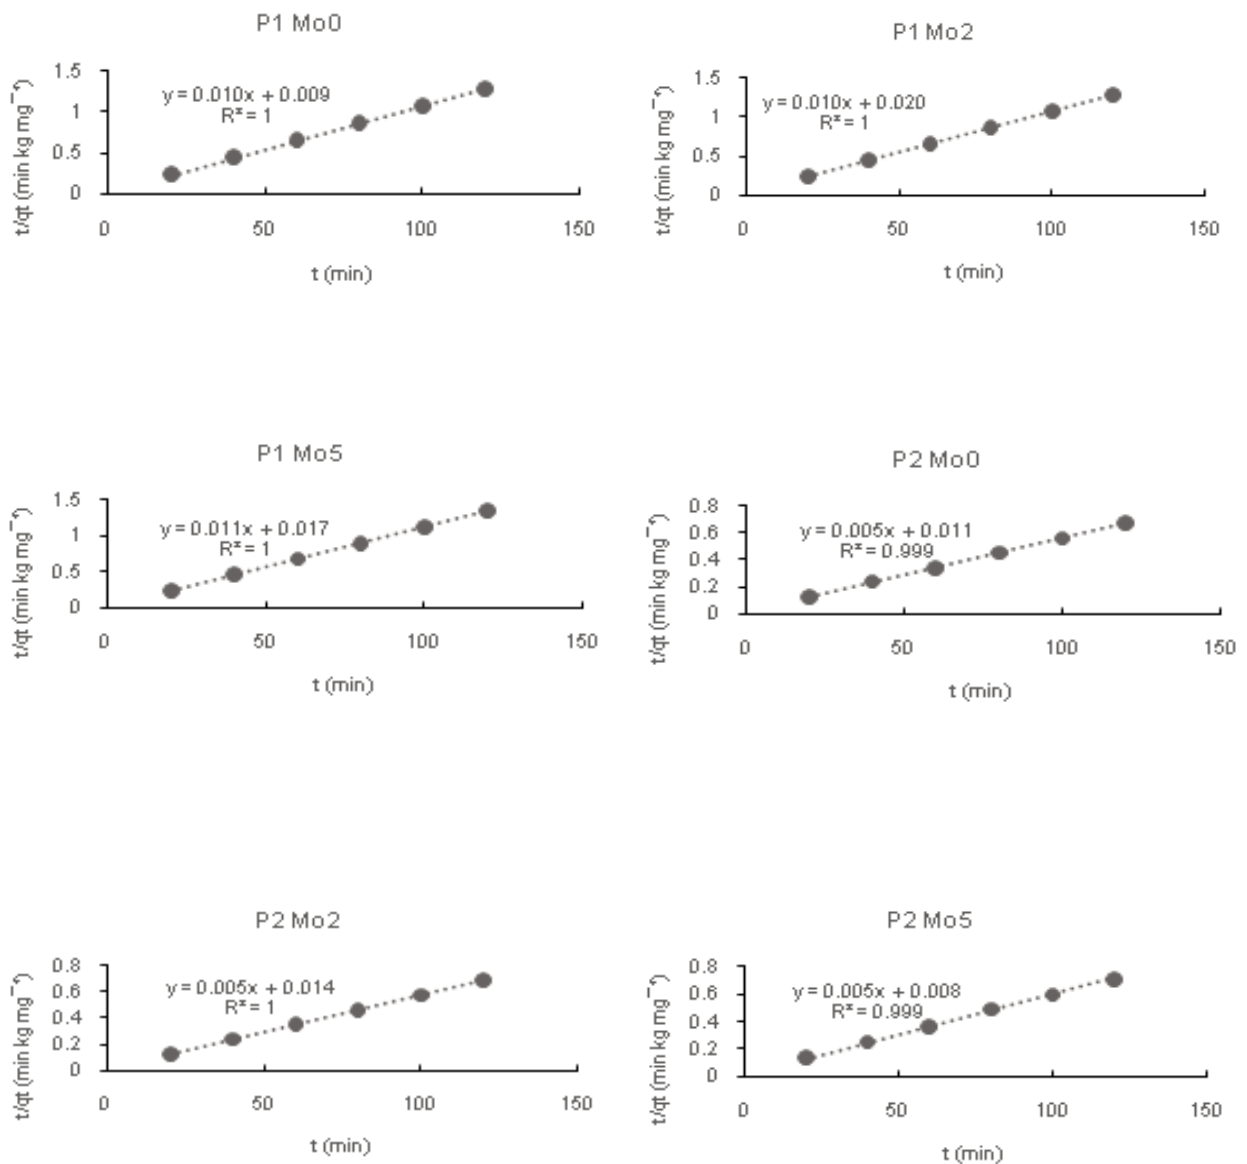 P1 Mo0
t/qt (min kg mg⁻¹)
1.5
1
0.5
0
y = 0.010x + 0.009
R² = 1
0 50 100 150
t (min)
P1 Mo2
t/qt (min kg mg⁻¹)
1.5
1
0.5
0
y = 0.010x + 0.020
R² = 1
0 50 100 150
t (min)
P1 Mo5
t/qt (min kg mg⁻¹)
1.5
1
0.5
0
y = 0.011x + 0.017
R² = 1
0 50 100 150
t (min)
P2 Mo0
t/qt (min kg mg⁻¹)
0.8
0.6
0.4
0.2
0
y = 0.005x + 0.011
R² = 0.999
0 50 100 150
t (min)
P2 Mo2
t/qt (min kg mg⁻¹)
0.8
0.6
0.4
0.2
0
y = 0.005x + 0.014
R² = 1
0 50 100 150
t (min)
P2 Mo5
t/qt (min kg mg⁻¹)
0.8
0.6
0.4
0.2
0
y = 0.005x + 0.008
R² = 0.999
0 50 100 150
t (min)